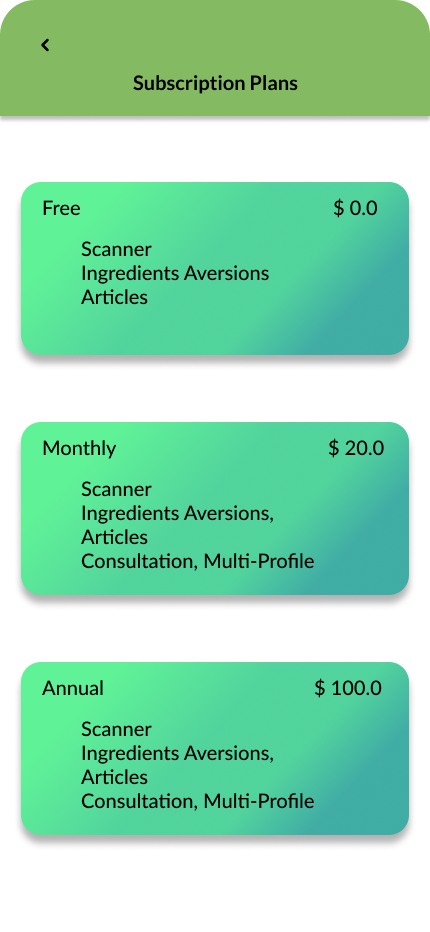 Subscription Plans
Free $ 0.0
Scanner
Ingredients Aversions
Articles
Monthly $ 20.0
Scanner
Ingredients Aversions,
Articles
Consultation, Multi-Profile
Annual $ 100.0
Scanner
Ingredients Aversions,
Articles
Consultation, Multi-Profile